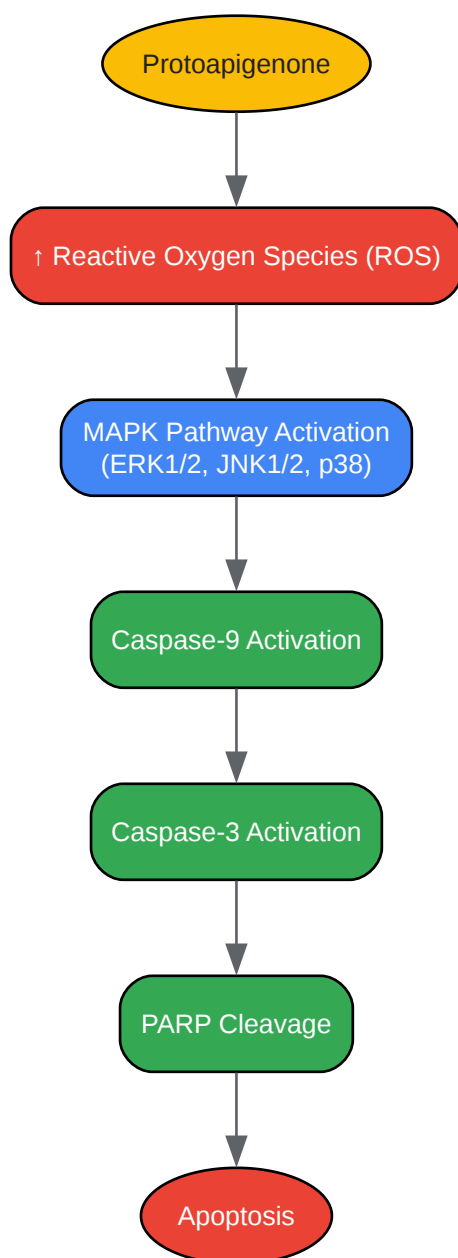 Protoapigenone
↑ Reactive Oxygen Species (ROS)
MAPK Pathway Activation
(ERK1/2, JNK1/2, p38)
Caspase-9 Activation
Caspase-3 Activation
PARP Cleavage
Apoptosis